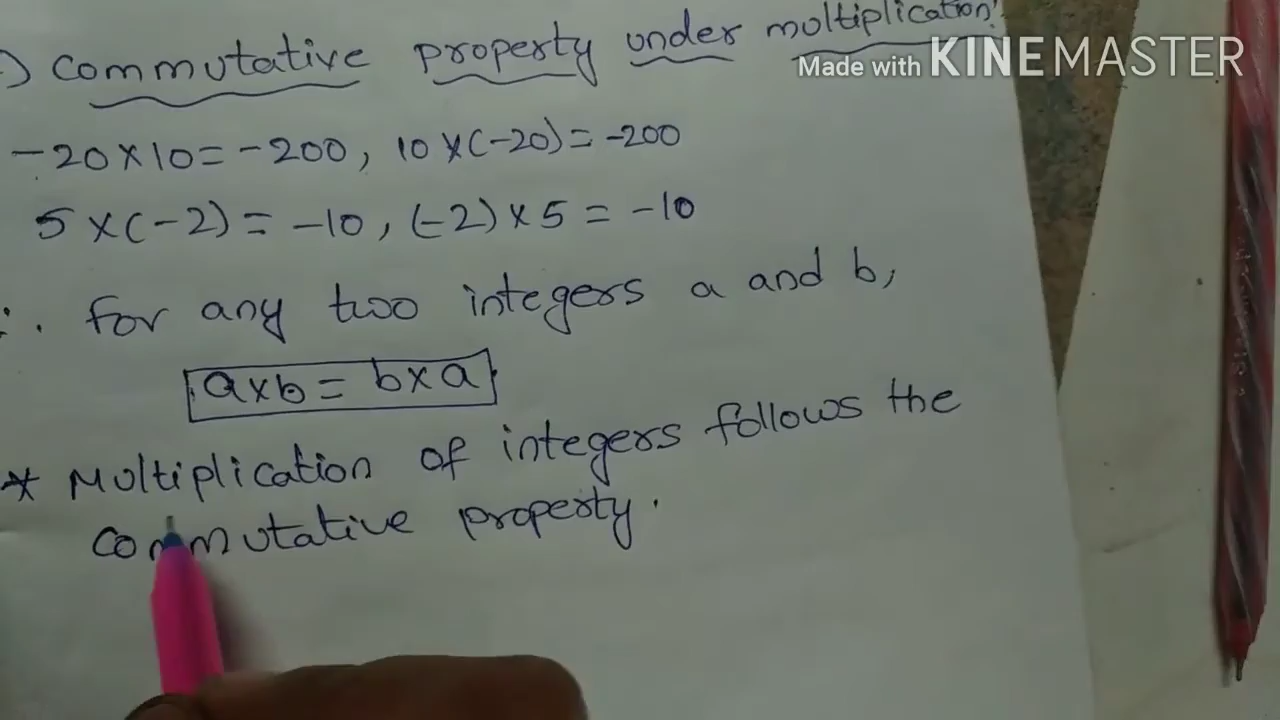 .) Commutative property under multiplication:
Made with KINEMASTER
-20×10=-200, 10×(-20)=-200
5×(-2)=-10, (-2)×5=-10
∴ For any two integers a and b,
a×b=b×a
* Multiplication of integers follows the
commutative property.